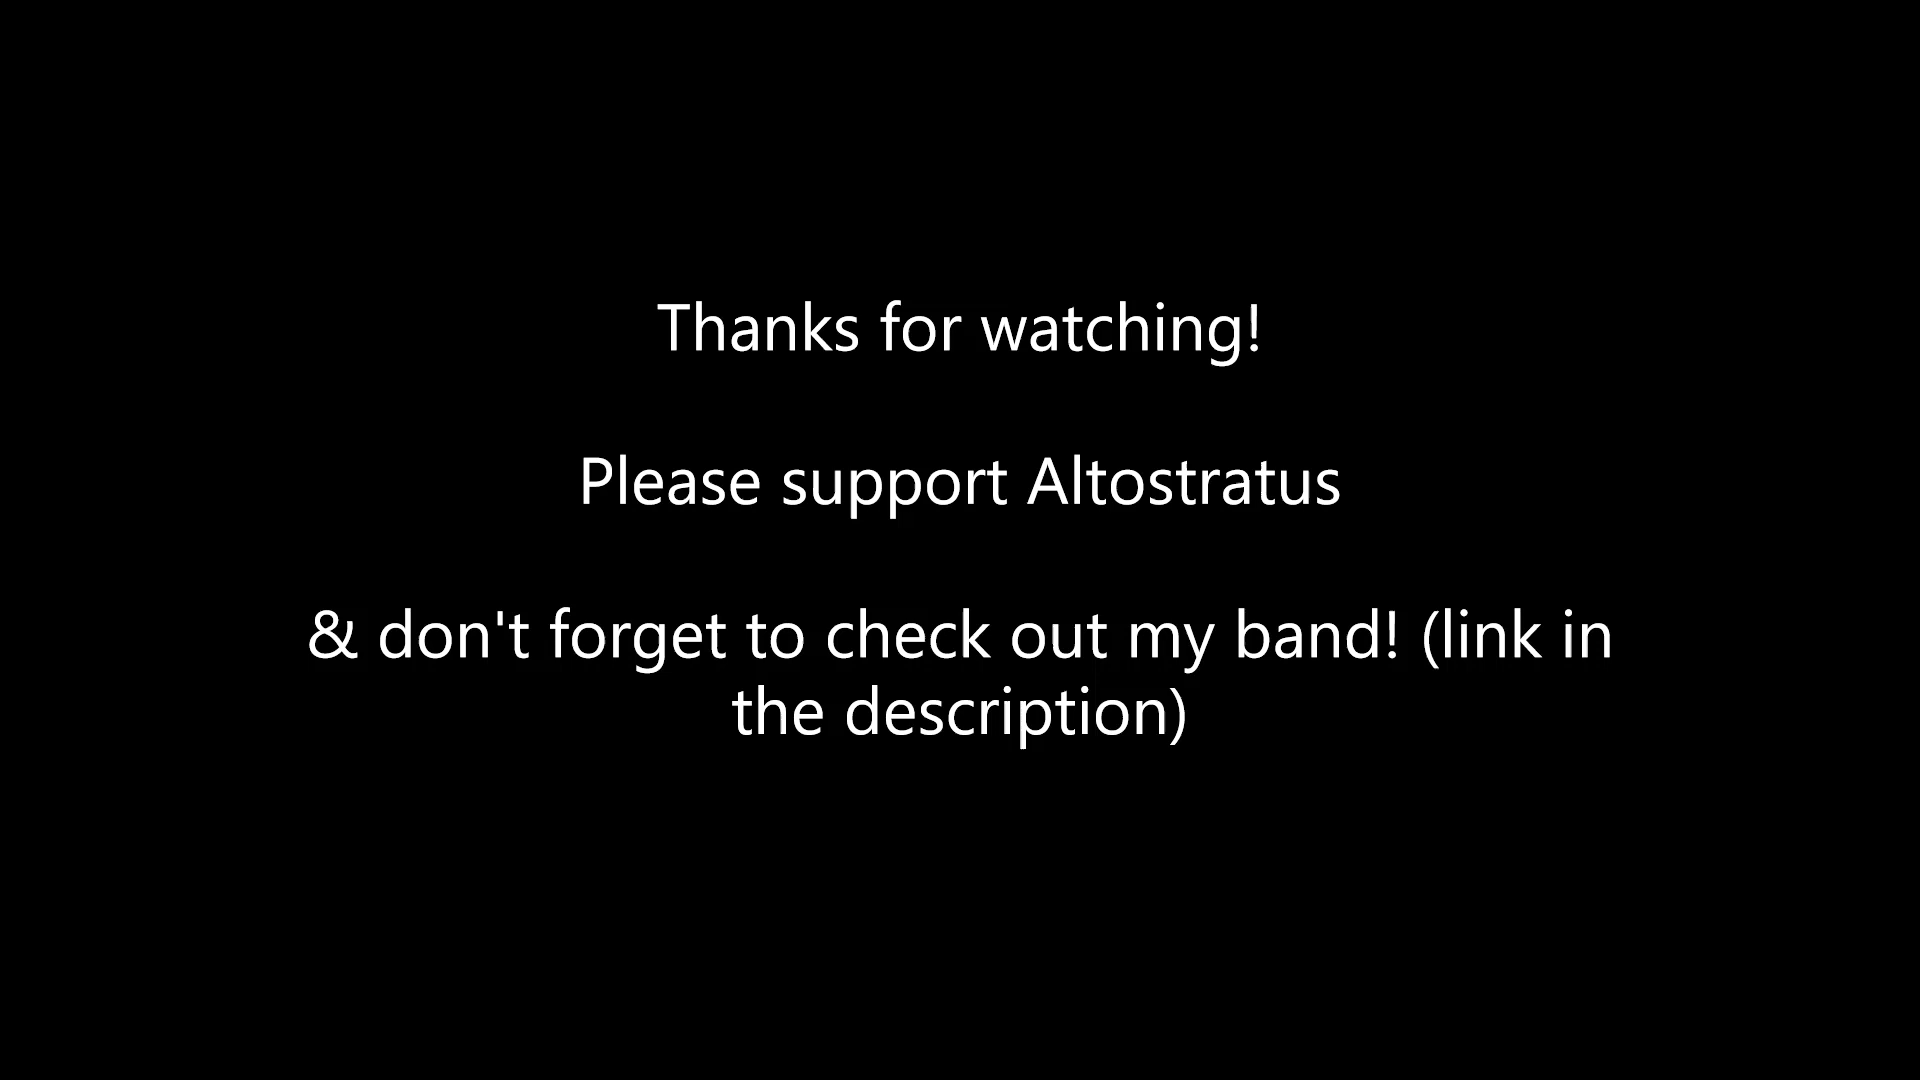 Thanks for watching!
Please support Altostratus
& don't forget to check out my band! (link in
the description)